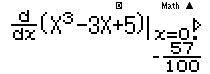 D Math ▲
d/dx(X³-3X+5)|x=0.▷
-57/100